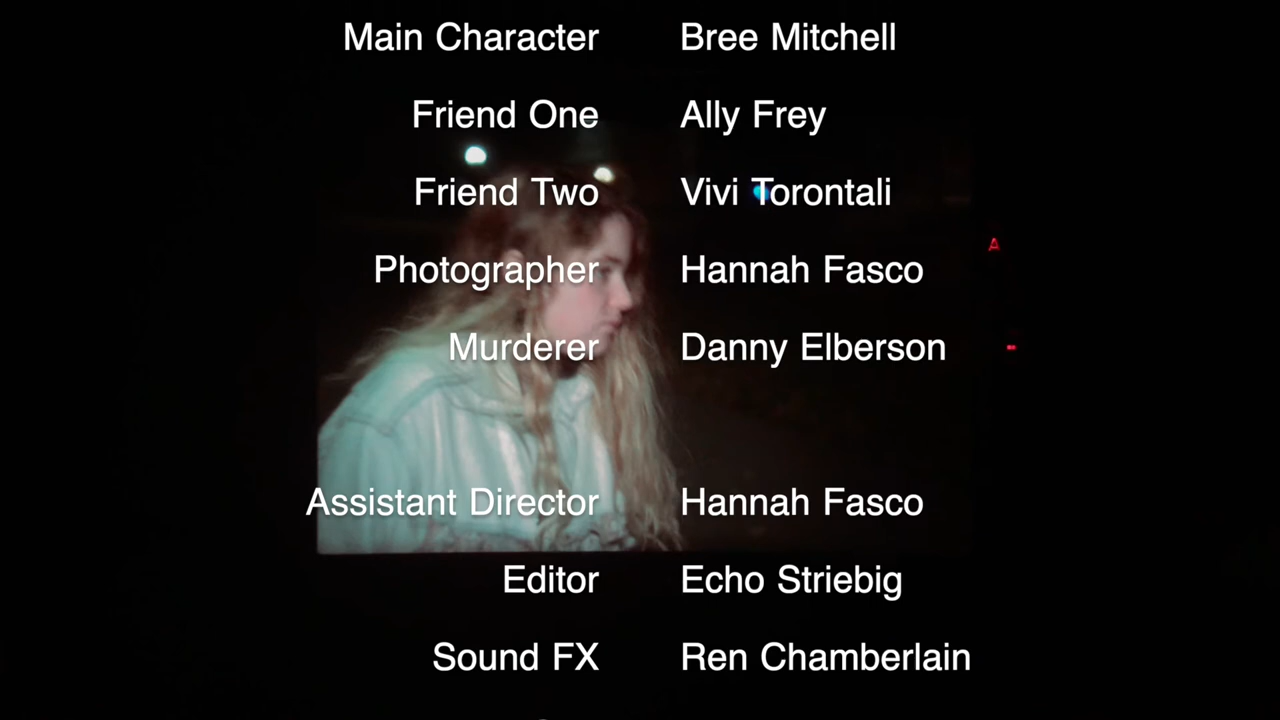 Main Character Bree Mitchell
Friend One Ally Frey
Friend Two Vivi Torontali
Photographer Hannah Fasco
Murderer Danny Elberson
A
Assistant Director Hannah Fasco
Editor Echo Striebig
Sound FX Ren Chamberlain